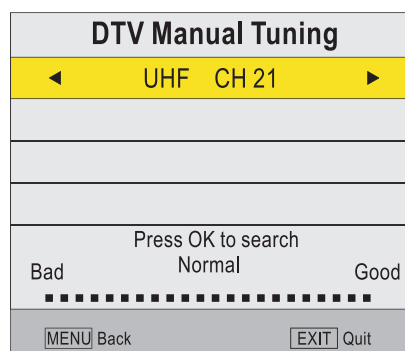 DTV Manual Tuning
◄ UHF CH 21 ►
Press OK to search
Bad Normal Good
MENU Back EXIT Quit